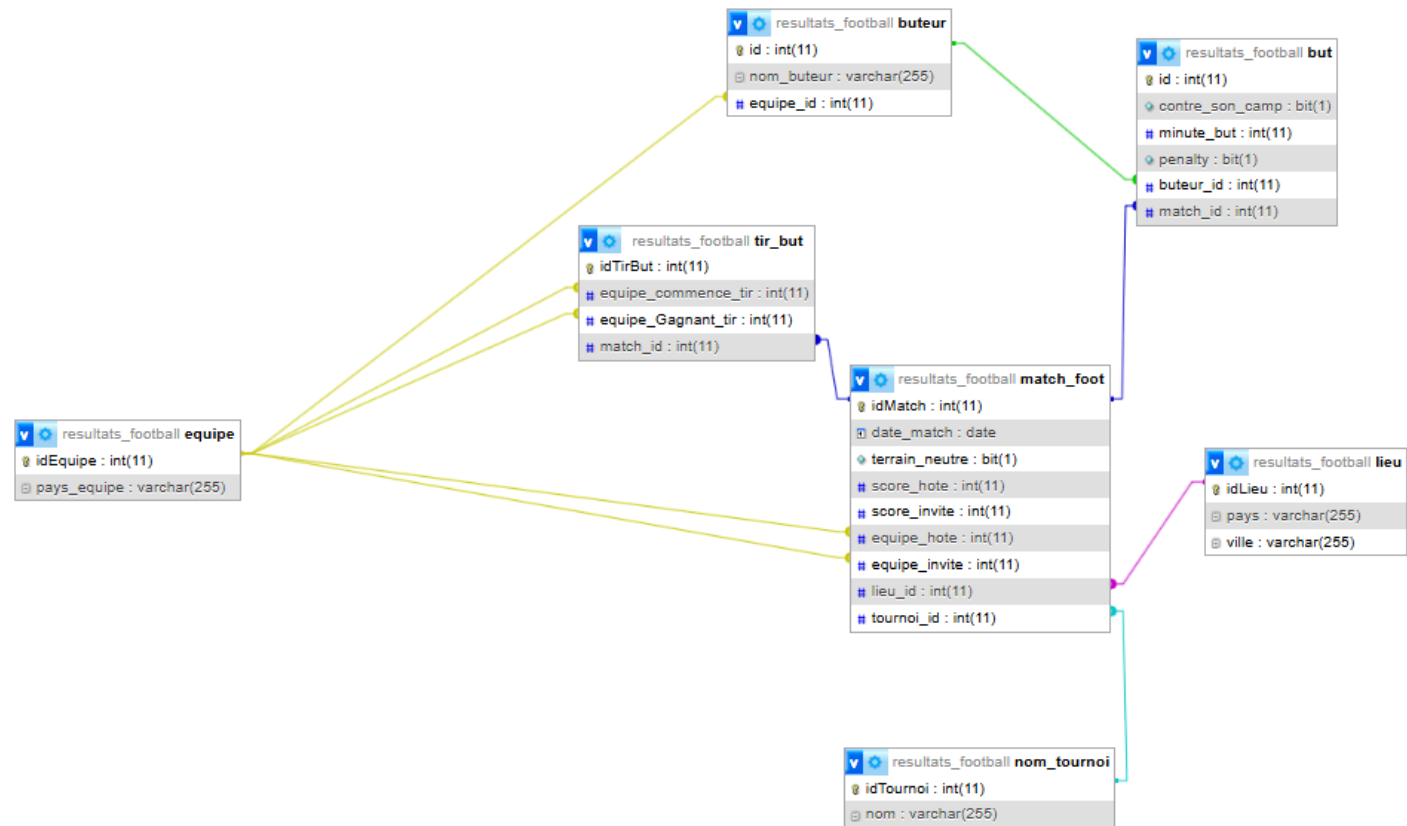 resultats_football buteur
id : int(11)
nom_buteur : varchar(255)
# equipe_id : int(11)
resultats_football but
id : int(11)
contre_son_camp : bit(1)
# minute_but : int(11)
penalty : bit(1)
# buteur_id : int(11)
# match_id : int(11)
resultats_football tir_but
idTirBut : int(11)
# equipe_commence_tir : int(11)
# equipe_Gagnant_tir : int(11)
# match_id : int(11)
resultats_football match_foot
idMatch : int(11)
date_match : date
terrain_neutre : bit(1)
# score_hote : int(11)
# score_invite : int(11)
# equipe_hote : int(11)
# equipe_invite : int(11)
# lieu_id : int(11)
# tournoi_id : int(11)
resultats_football equipe
idEquipe : int(11)
pays_equipe : varchar(255)
resultats_football lieu
idLieu : int(11)
pays : varchar(255)
ville : varchar(255)
resultats_football nom_tournoi
idTournoi : int(11)
nom : varchar(255)